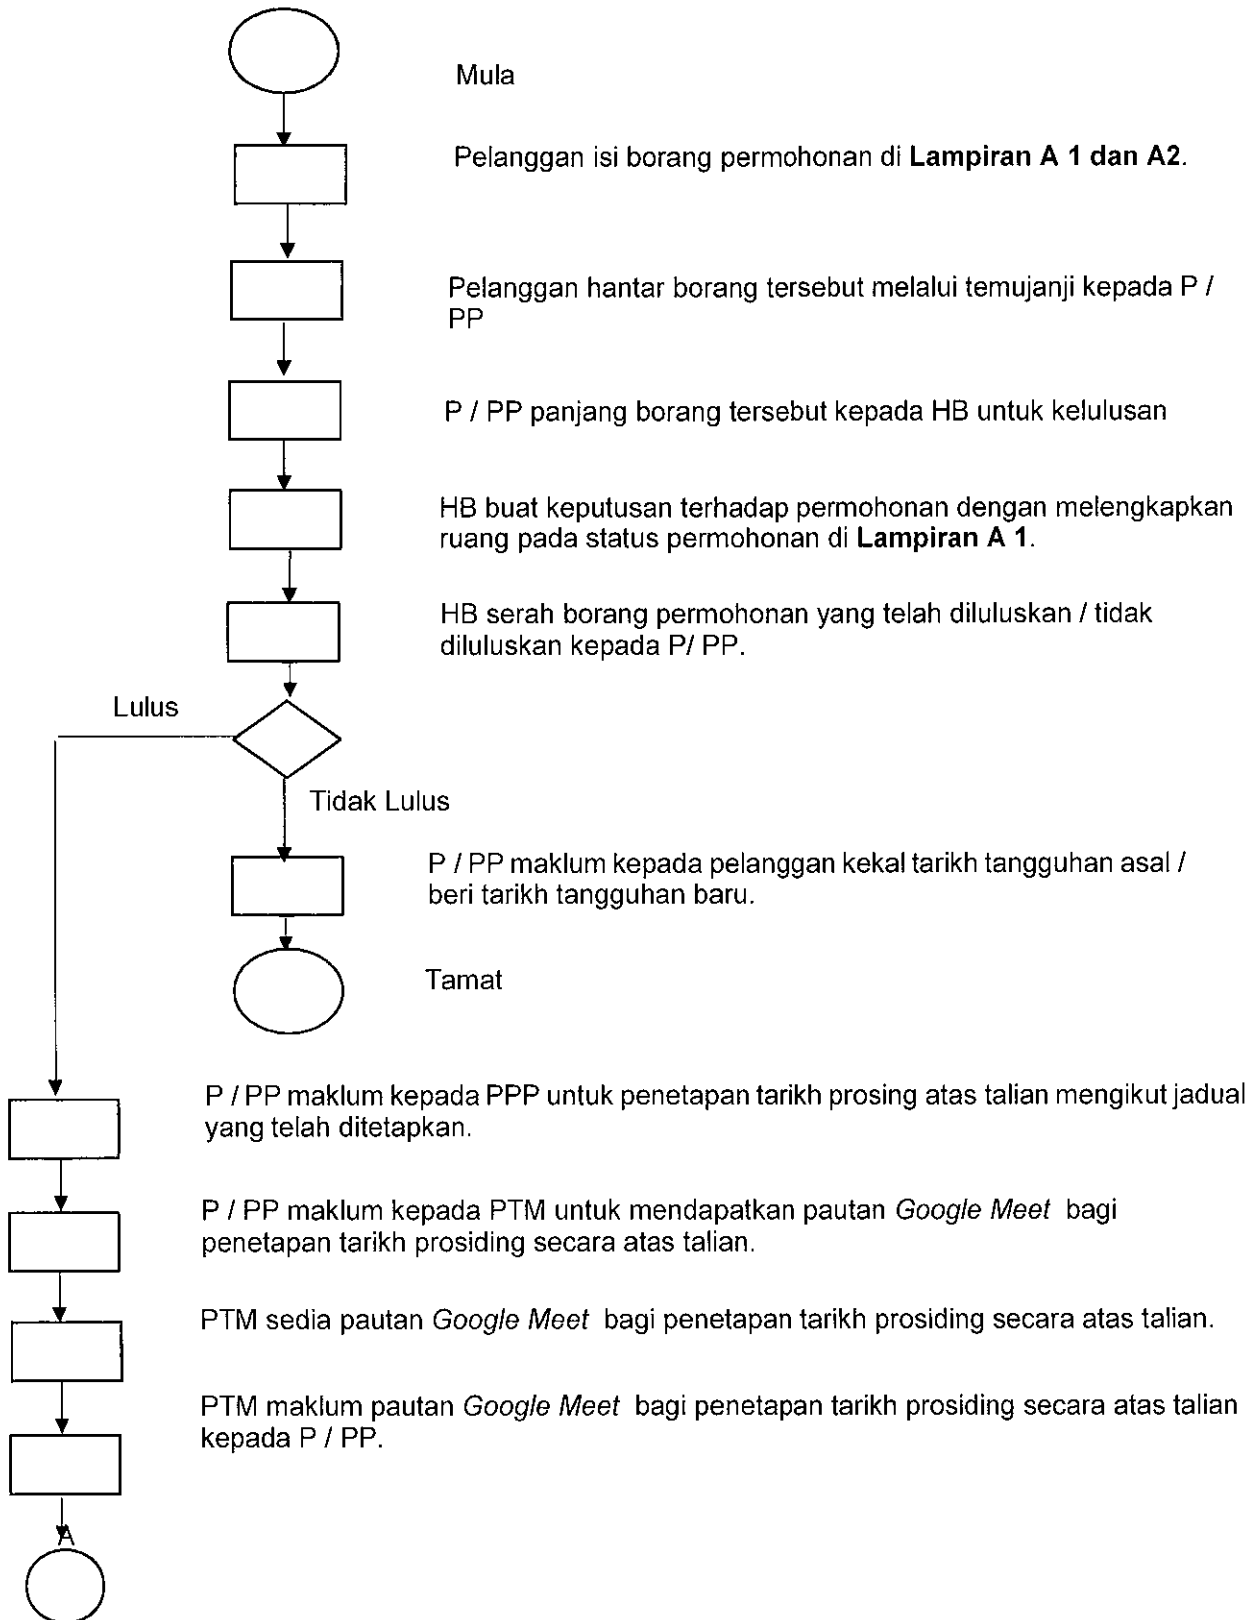 Mula
Pelanggan isi borang permohonan di Lampiran A 1 dan A2.
Pelanggan hantar borang tersebut melalui temujanji kepada P /
PP
P / PP panjang borang tersebut kepada HB untuk kelulusan
HB buat keputusan terhadap permohonan dengan melengkapkan
ruang pada status permohonan di Lampiran A 1.
HB serah borang permohonan yang telah diluluskan / tidak
diluluskan kepada P/ PP.
Lulus
Tidak Lulus
P / PP maklum kepada pelanggan kekal tarikh tangguhan asal /
beri tarikh tangguhan baru.
Tamat
P / PP maklum kepada PPP untuk penetapan tarikh prosing atas talian mengikut jadual
yang telah ditetapkan.
P / PP maklum kepada PTM untuk mendapatkan pautan Google Meet bagi
penetapan tarikh prosiding secara atas talian.
PTM sedia pautan Google Meet bagi penetapan tarikh prosiding secara atas talian.
PTM maklum pautan Google Meet bagi penetapan tarikh prosiding secara atas talian
kepada P / PP.
A